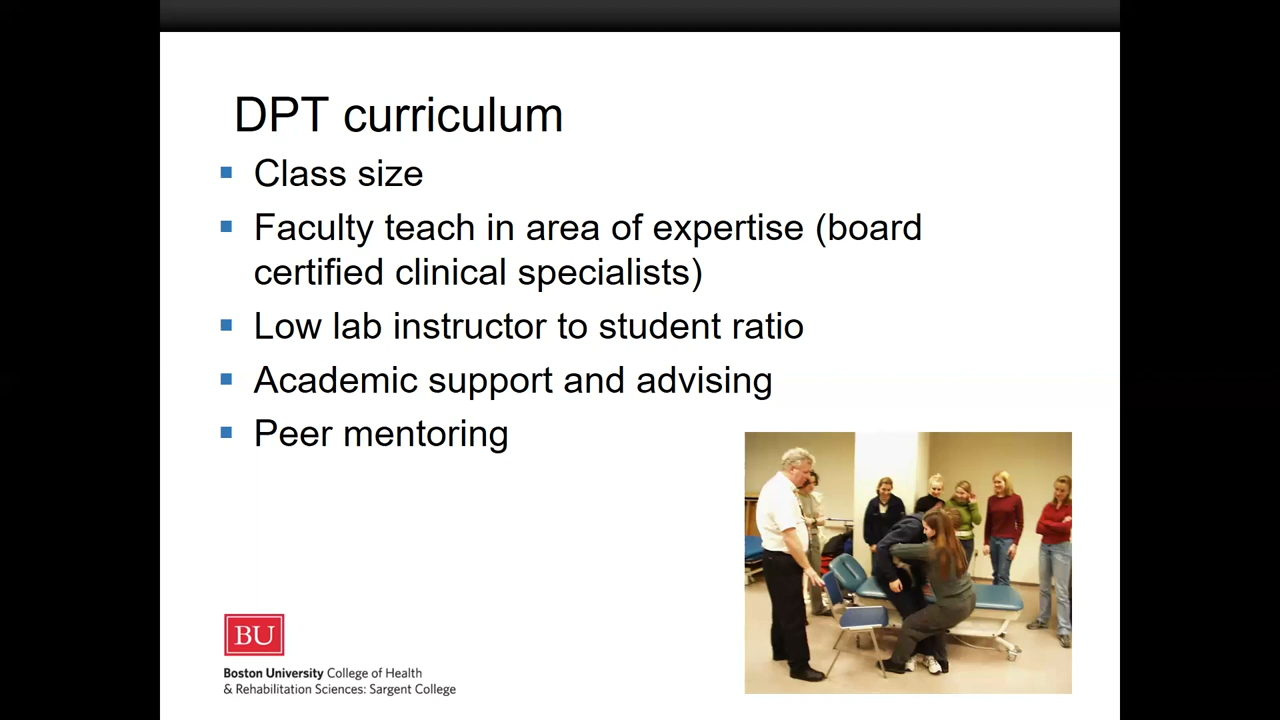 DPT curriculum
Class size
Faculty teach in area of expertise (board
certified clinical specialists)
Low lab instructor to student ratio
Academic support and advising
Peer mentoring
BU
Boston University College of Health
& Rehabilitation Sciences: Sargent College